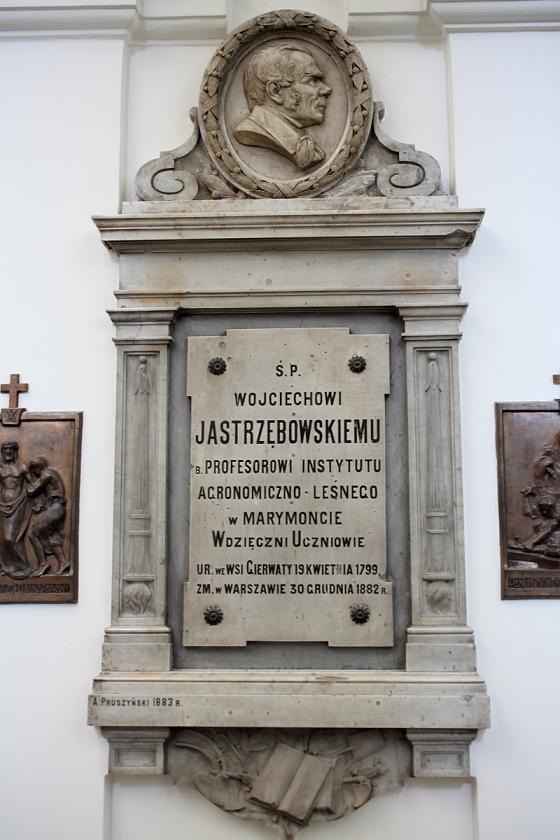 Ś.P.
WOJCIECHOWI
JASTRZĘBOWSKIEMU
B. PROFESOROWI INSTYTUTU
AGRONOMICZNO-LEŚNEGO
W MARYMONCIE
WDZIĘCZNI UCZNIOWIE
UR. WE WSI GIERWATY 19 KWIETNIA 1799,
ZM. W WARSZAWIE 30 GRUDNIA 1882 R.
A. PRUSZYŃSKI 1883 R.
X